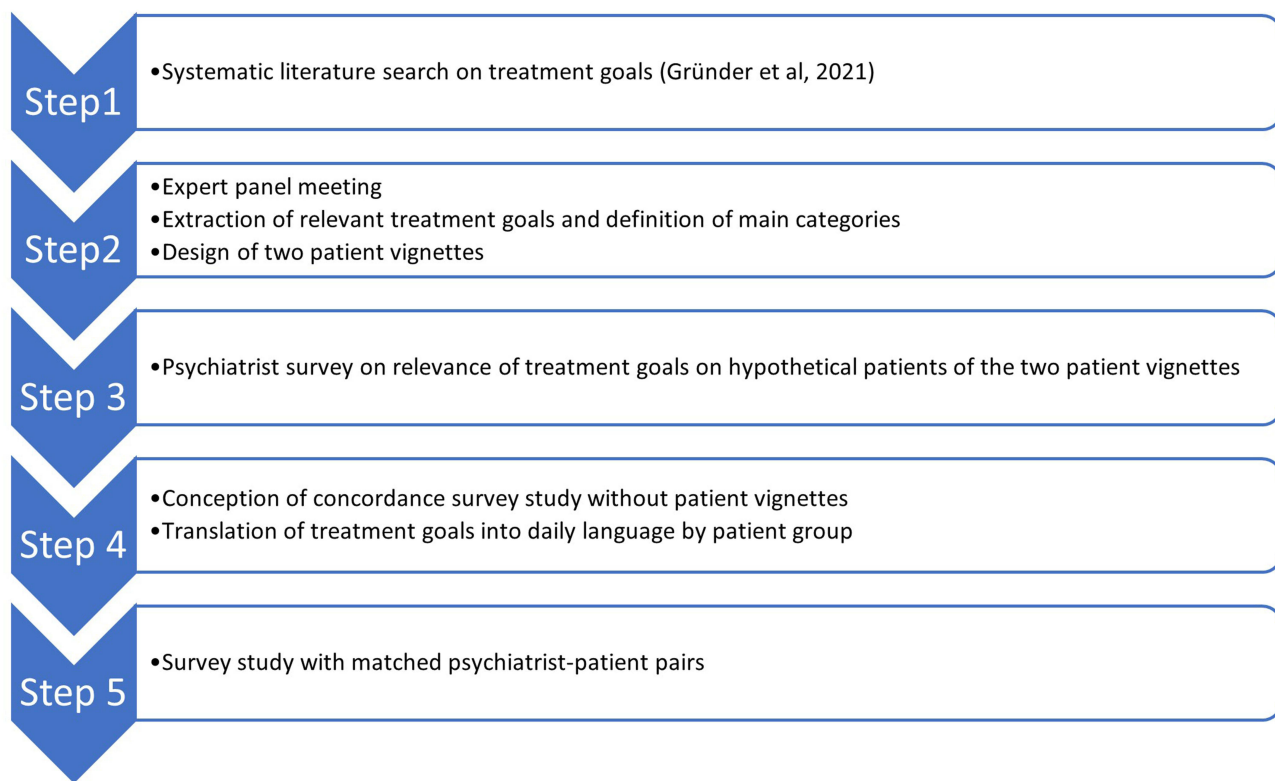 Step1
•Systematic literature search on treatment goals (Gründer et al, 2021)
Step2
•Expert panel meeting
•Extraction of relevant treatment goals and definition of main categories
•Design of two patient vignettes
Step 3
•Psychiatrist survey on relevance of treatment goals on hypothetical patients of the two patient vignettes
Step 4
•Conception of concordance survey study without patient vignettes
•Translation of treatment goals into daily language by patient group
Step 5
•Survey study with matched psychiatrist-patient pairs